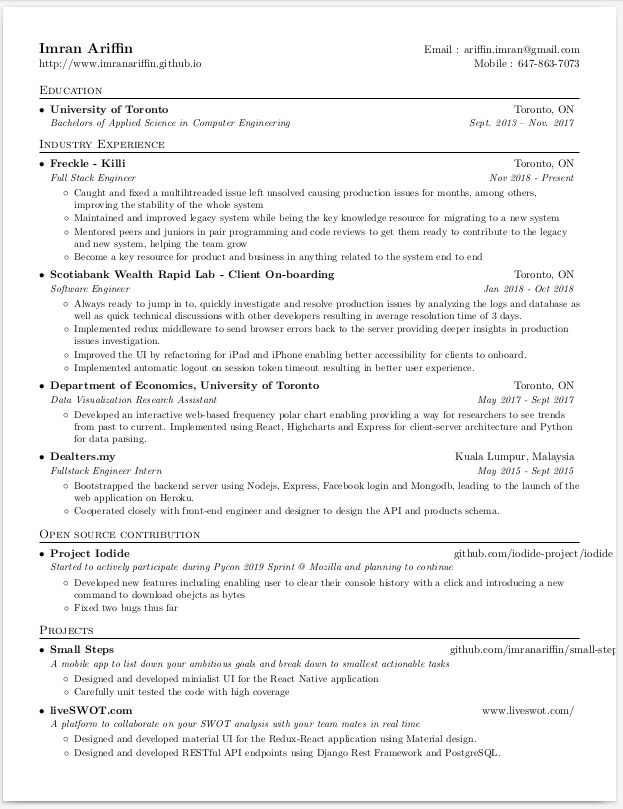 Imran Ariffin Email : ariffin.imran@gmail.com
http://www.imranariffin.github.io Mobile : 647-863-7073
Education
• University of Toronto Toronto, ON
Bachelors of Applied Science in Computer Engineering Sept. 2013 – Nov. 2017
Industry Experience
• Freckle - Killi Toronto, ON
Full Stack Engineer Nov 2018 - Present
◦ Caught and fixed a multihtreaded issue left unsolved causing production issues for months, among others,
improving the stability of the whole system
◦ Maintained and improved legacy system while being the key knowledge resource for migrating to a new system
◦ Mentored peers and juniors in pair programming and code reviews to get them ready to contribute to the legacy
and new system, helping the team grow
◦ Become a key resource for product and business in anything related to the system end to end
• Scotiabank Wealth Rapid Lab - Client On-boarding Toronto, ON
Software Engineer Jan 2018 - Oct 2018
◦ Always ready to jump in to, quickly investigate and resolve production issues by analyzing the logs and database as
well as quick technical discussions with other developers resulting in average resolution time of 3 days.
◦ Implemented redux middleware to send browser errors back to the server providing deeper insights in production
issues investigation.
◦ Improved the UI by refactoring for iPad and iPhone enabling better accessibility for clients to onboard.
◦ Implemented automatic logout on session token timeout resulting in better user experience.
• Department of Economics, University of Toronto Toronto, ON
Data Visualization Research Assistant May 2017 - Sept 2017
◦ Developed an interactive web-based frequency polar chart enabling providing a way for researchers to see trends
from past to current. Implemented using React, Highcharts and Express for client-server architecture and Python
for data parsing.
• Dealters.my Kuala Lumpur, Malaysia
Fullstack Engineer Intern May 2015 - Sept 2015
◦ Bootstrapped the backend server using Nodejs, Express, Facebook login and Mongodb, leading to the launch of the
web application on Heroku.
◦ Cooperated closely with front-end engineer and designer to design the API and products schema.
Open source contribution
• Project Iodide github.com/iodide-project/iodide
Started to actively participate during Pycon 2019 Sprint @ Mozilla and planning to continue
◦ Developed new features including enabling user to clear their console history with a click and introducing a new
command to download obejcts as bytes
◦ Fixed two bugs thus far
Projects
• Small Steps github.com/imranariffin/small-step
A mobile app to list down your ambitious goals and break down to smallest actionable tasks
◦ Designed and developed minialist UI for the React Native application
◦ Carefully unit tested the code with high coverage
• liveSWOT.com www.liveswot.com/
A platform to collaborate on your SWOT analysis with your team mates in real time
◦ Designed and developed material UI for the Redux-React application using Material design.
◦ Designed and developed RESTful API endpoints using Django Rest Framework and PostgreSQL.